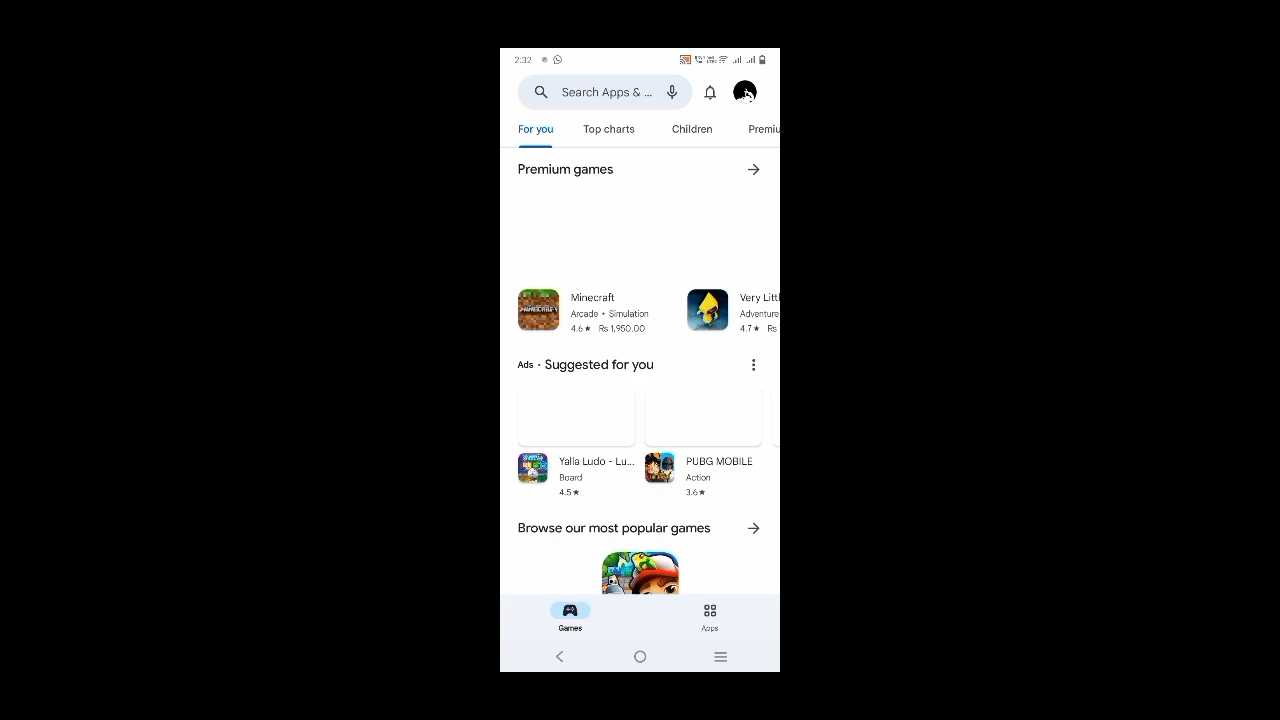 2:32
Search Apps & ...
For you Top charts Children Premiu
Premium games
MINECRAFT
Minecraft
Arcade • Simulation
4.6★ Rs 1,950.00
Very Littl
Adventure
4.7★ Rs
Ads · Suggested for you
Yalla Ludo - Lu...
Board
4.5★
PUBG MOBILE
Action
3.6★
Browse our most popular games
Games Apps